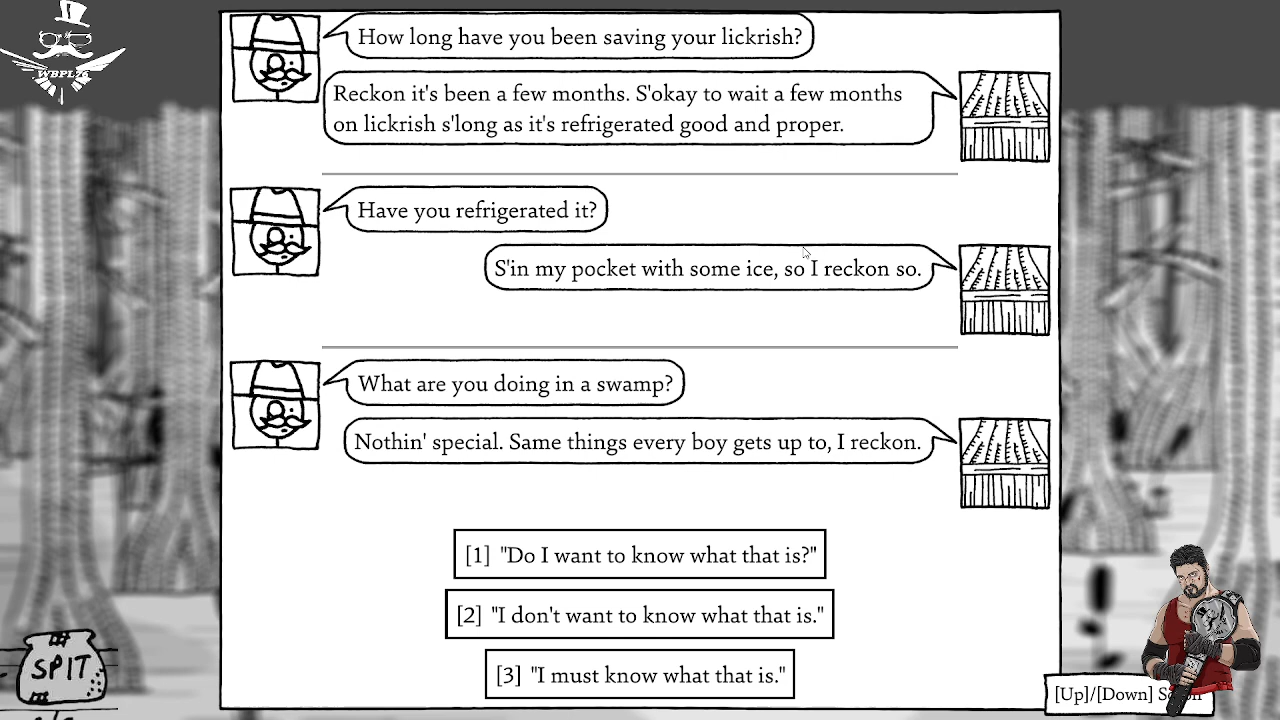 WBPL76
How long have you been saving your lickrish?
Reckon it's been a few months. S'okay to wait a few months
on lickrish s'long as it's refrigerated good and proper.
Have you refrigerated it?
S'in my pocket with some ice, so I reckon so.
What are you doing in a swamp?
Nothin' special. Same things every boy gets up to, I reckon.
[1] "Do I want to know what that is?"
[2] "I don't want to know what that is."
[3] "I must know what that is."
SPIT
[Up]/[Down]